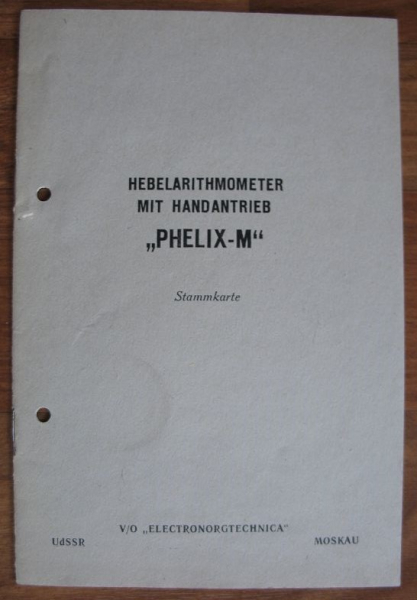 HEBELARITHMOMETER
MIT HANDANTRIEB
„PHELIX-M“
Stammkarte
V/O „ELECTRONORGTECHNICA“
UdSSR MOSKAU